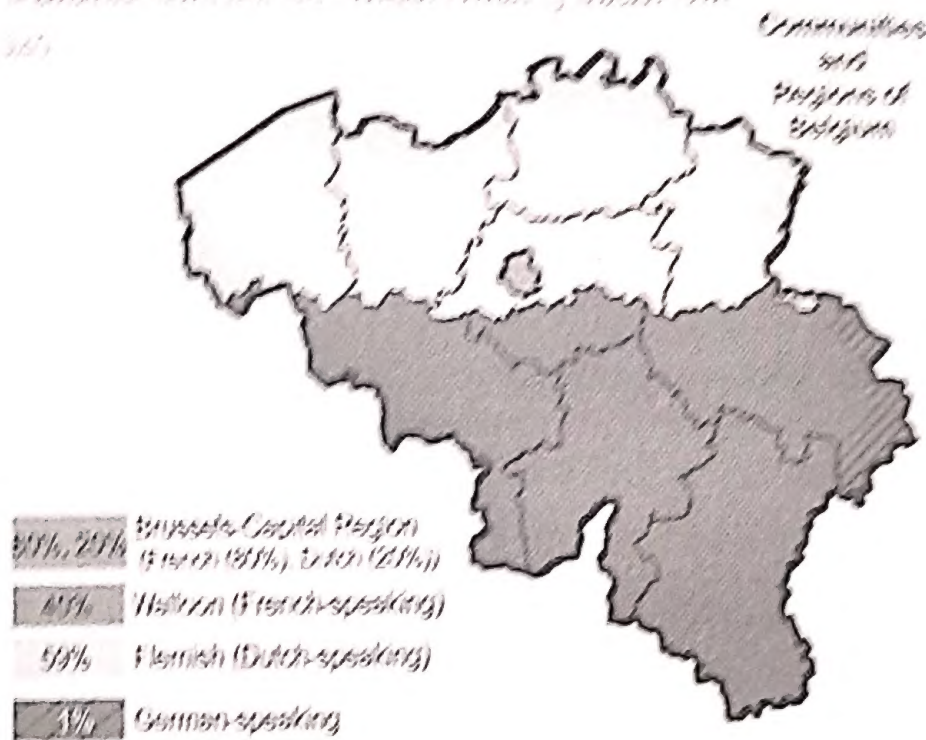 Communities
and
Regions of
Belgium
80%, 20% Brussels-Capital Region
(French (80%), Dutch (20%))
40% Walloon (French-speaking)
59% Flemish (Dutch-speaking)
1% German-speaking